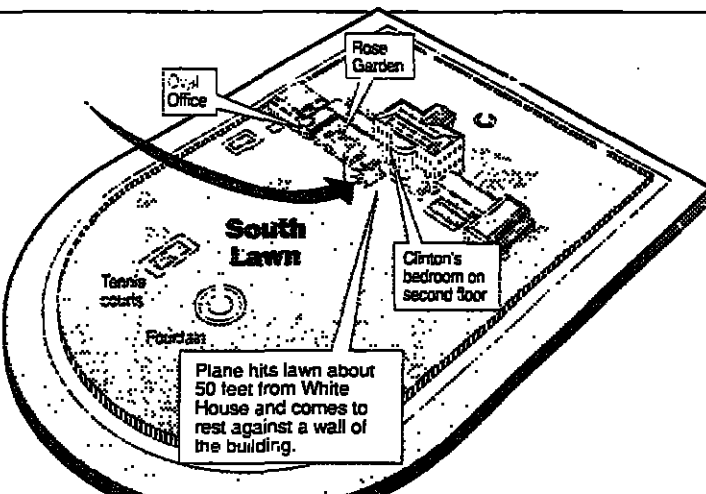 Rose
Garden
Oval
Office
South
Lawn
Tennis
courts
Fountain
Clinton's
bedroom on
second floor
Plane hits lawn about
50 feet from White
House and comes to
rest against a wall of
the building.